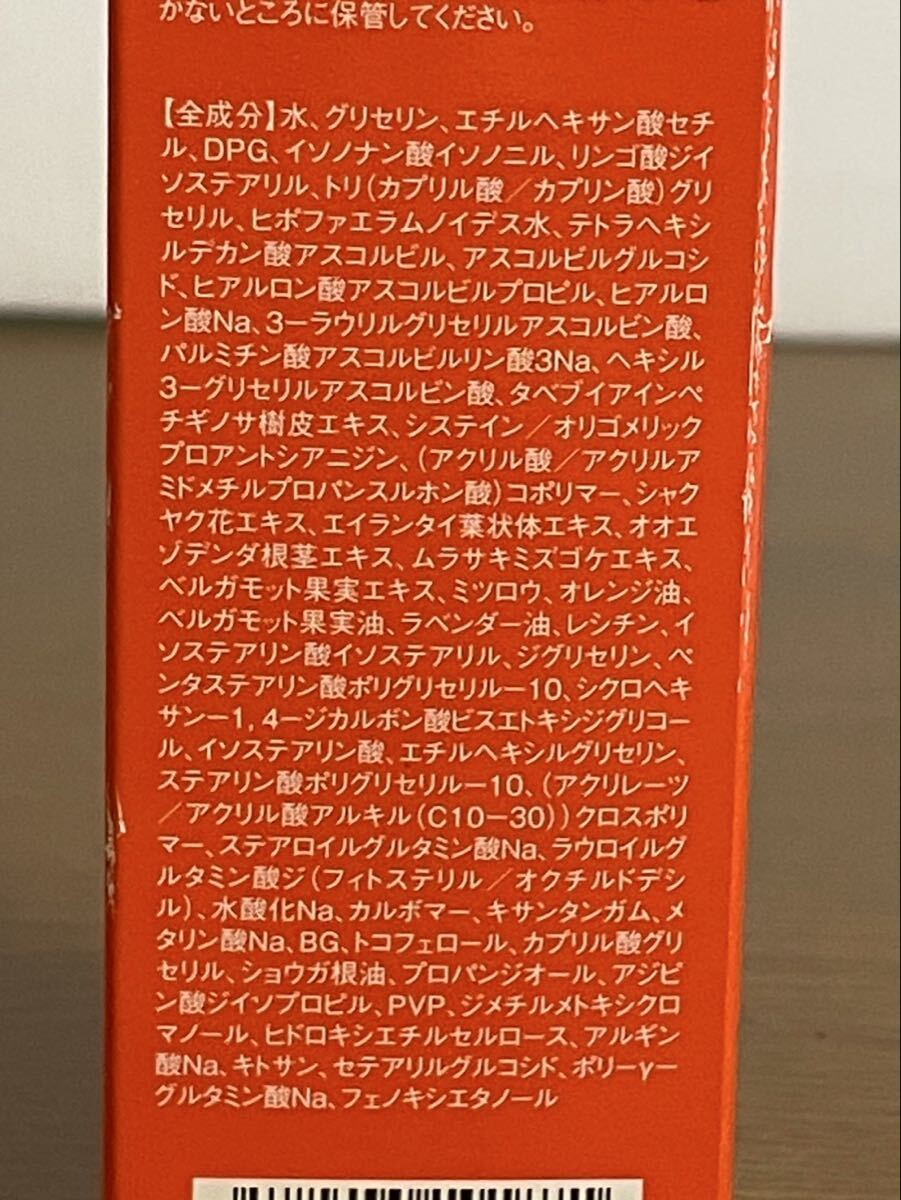 かないところに保管してください。
【全成分】水、グリセリン、エチルヘキサン酸セチ
ル、DPG、イソノナン酸イソノニル、リンゴ酸ジイ
ソステアリル、トリ(カプリル酸／カプリン酸)グリ
セリル、ヒポファエラムノイデス水、テトラヘキシ
ルデカン酸アスコルビル、アスコルビルグルコシ
ド、ヒアルロン酸アスコルビルプロピル、ヒアルロ
ン酸Na、3ーラウリルグリセリルアスコルビン酸、
パルミチン酸アスコルビルリン酸3Na、ヘキシル
3ーグリセリルアスコルビン酸、タベブイアインペ
チギノサ樹皮エキス、システイン／オリゴメリック
プロアントシアニジン、(アクリル酸／アクリルア
ミドメチルプロパンスルホン酸)コポリマー、シャク
ヤク花エキス、エイランタイ葉状体エキス、オオエ
ゾデンダ根茎エキス、ムラサキミズゴケエキス、
ベルガモット果実エキス、ミツロウ、オレンジ油、
ベルガモット果実油、ラベンダー油、レシチン、イ
ソステアリン酸イソステアリル、ジグリセリン、ペ
ンタステアリン酸ポリグリセリルー10、シクロヘキ
サンー1，4ージカルボン酸ビスエトキシジグリコー
ル、イソステアリン酸、エチルヘキシルグリセリン、
ステアリン酸ポリグリセリルー10、(アクリレーツ
／アクリル酸アルキル(C10ー30))クロスポリ
マー、ステアロイルグルタミン酸Na、ラウロイルグ
ルタミン酸ジ(フィトステリル／オクチルドデシ
ル)、水酸化Na、カルボマー、キサンタンガム、メ
タリン酸Na、BG、トコフェロール、カプリル酸グリ
セリル、ショウガ根油、プロパンジオール、アジピ
ン酸ジイソプロピル、PVP、ジメチルメトキシクロ
マノール、ヒドロキシエチルセルロース、アルギン
酸Na、キトサン、セテアリルグルコシド、ポリーγー
グルタミン酸Na、フェノキシエタノール